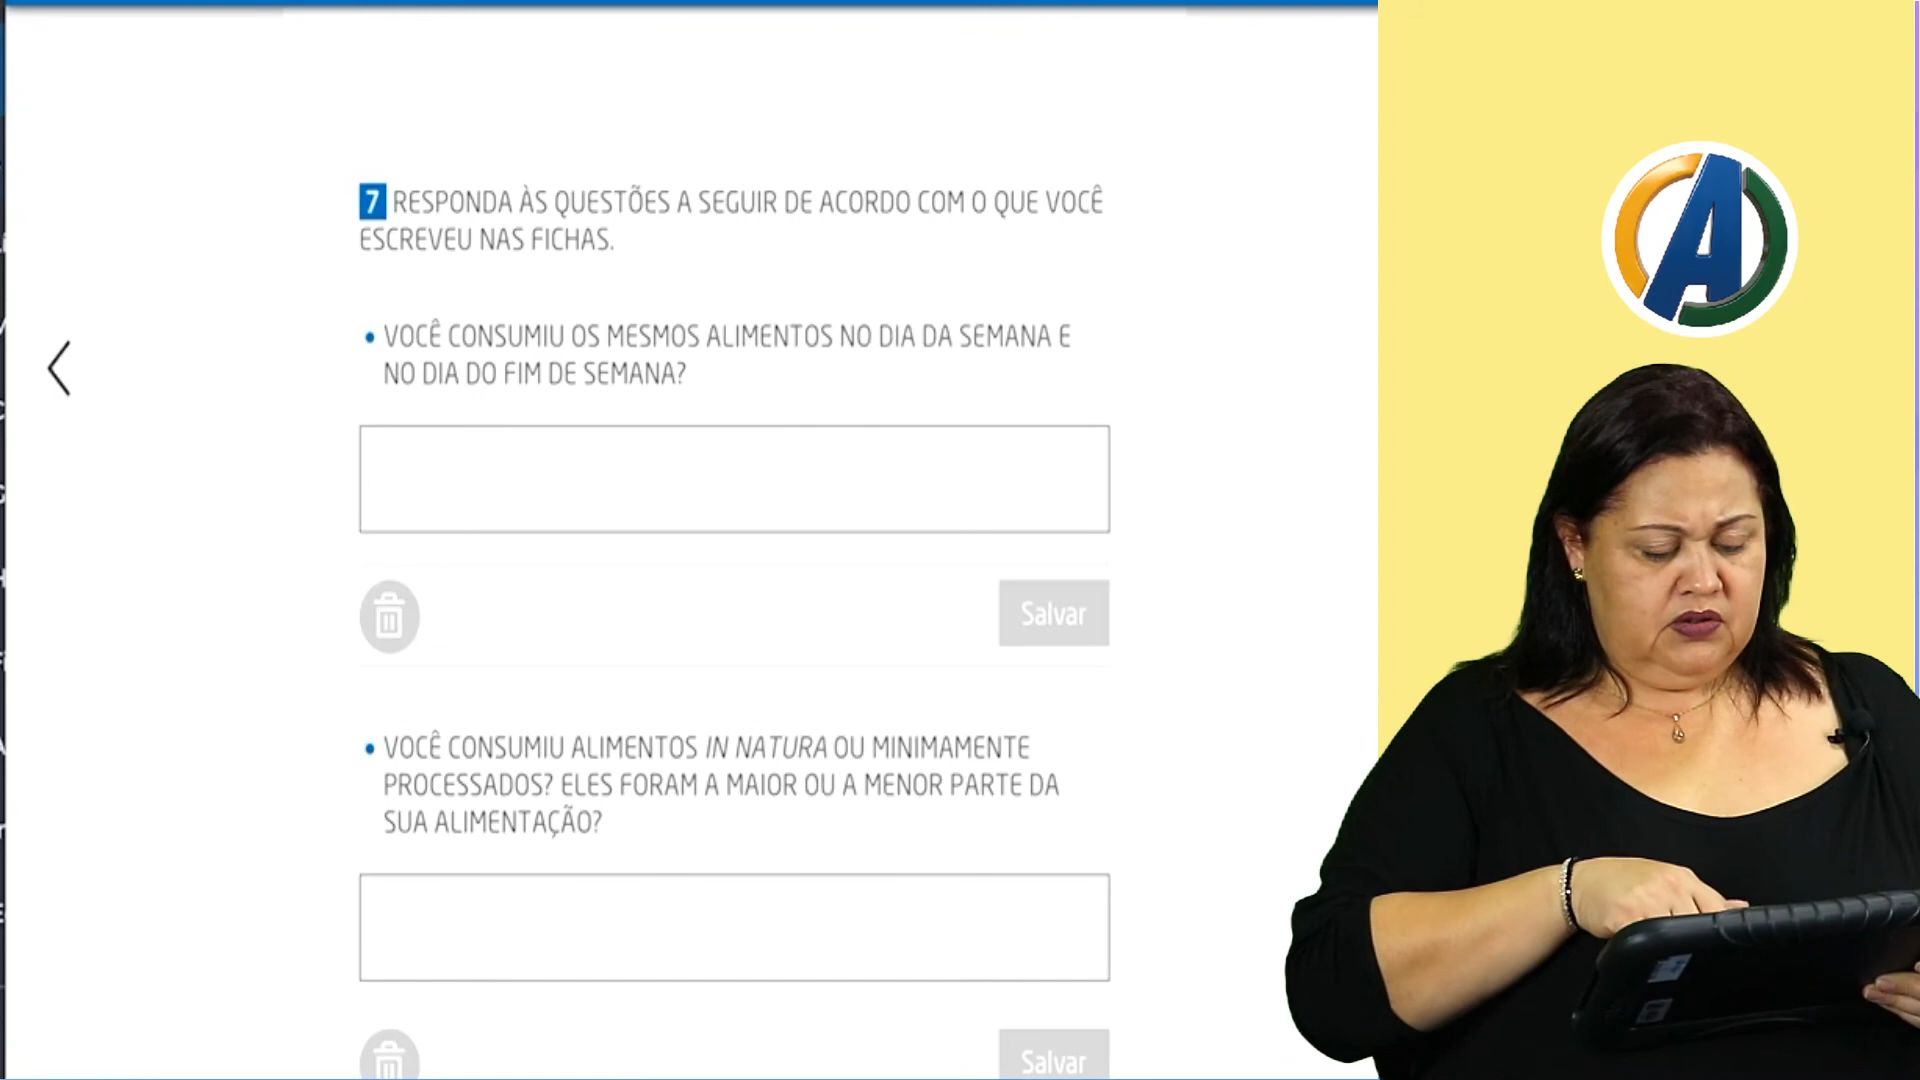 7 RESPONDA ÀS QUESTÕES A SEGUIR DE ACORDO COM O QUE VOCÊ
ESCREVEU NAS FICHAS.
• VOCÊ CONSUMIU OS MESMOS ALIMENTOS NO DIA DA SEMANA E
NO DIA DO FIM DE SEMANA?
Salvar
• VOCÊ CONSUMIU ALIMENTOS IN NATURA OU MINIMAMENTE
PROCESSADOS? ELES FORAM A MAIOR OU A MENOR PARTE DA
SUA ALIMENTAÇÃO?
Salvar
A